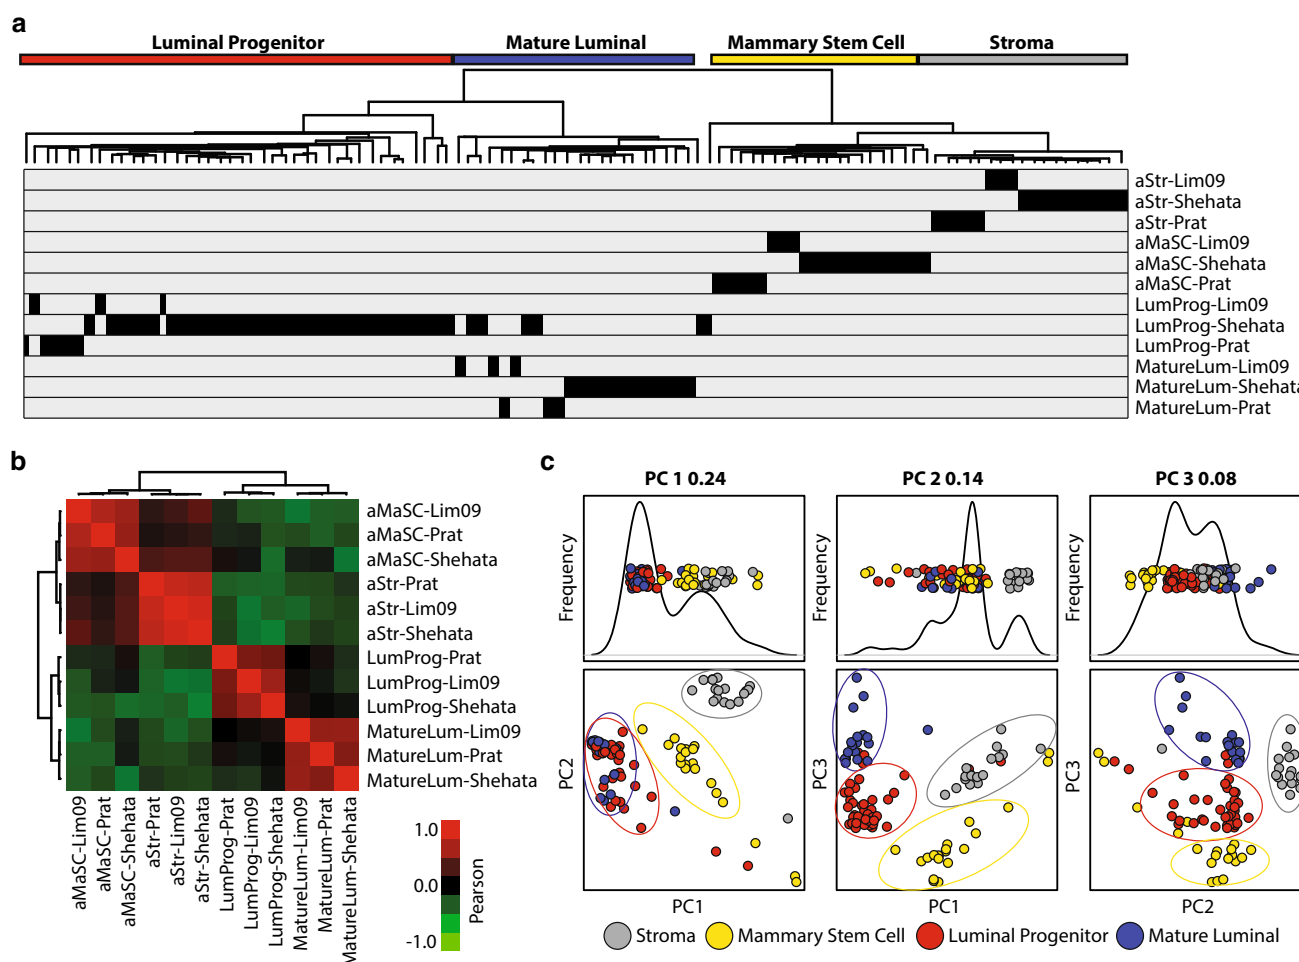 a
Luminal Progenitor
Mature Luminal
Mammary Stem Cell
Stroma
aStr-Lim09
aStr-Shehata
aStr-Prat
aMaSC-Lim09
aMaSC-Shehata
aMaSC-Prat
LumProg-Lim09
LumProg-Shehata
LumProg-Prat
MatureLum-Lim09
MatureLum-Shehata
MatureLum-Prat
b
aMaSC-Lim09
aMaSC-Prat
aMaSC-Shehata
aStr-Prat
aStr-Lim09
aStr-Shehata
LumProg-Prat
LumProg-Lim09
LumProg-Shehata
MatureLum-Lim09
MatureLum-Prat
MatureLum-Shehata
aMaSC-Lim09
aMaSC-Prat
aMaSC-Shehata
aStr-Prat
aStr-Lim09
aStr-Shehata
LumProg-Prat
LumProg-Lim09
LumProg-Shehata
MatureLum-Lim09
MatureLum-Prat
MatureLum-Shehata
1.0
0.0
-1.0
Pearson
c
PC 1 0.24
PC 2 0.14
PC 3 0.08
Frequency
Frequency
Frequency
PC2
PC3
PC3
PC1
PC1
PC2
Stroma
Mammary Stem Cell
Luminal Progenitor
Mature Luminal